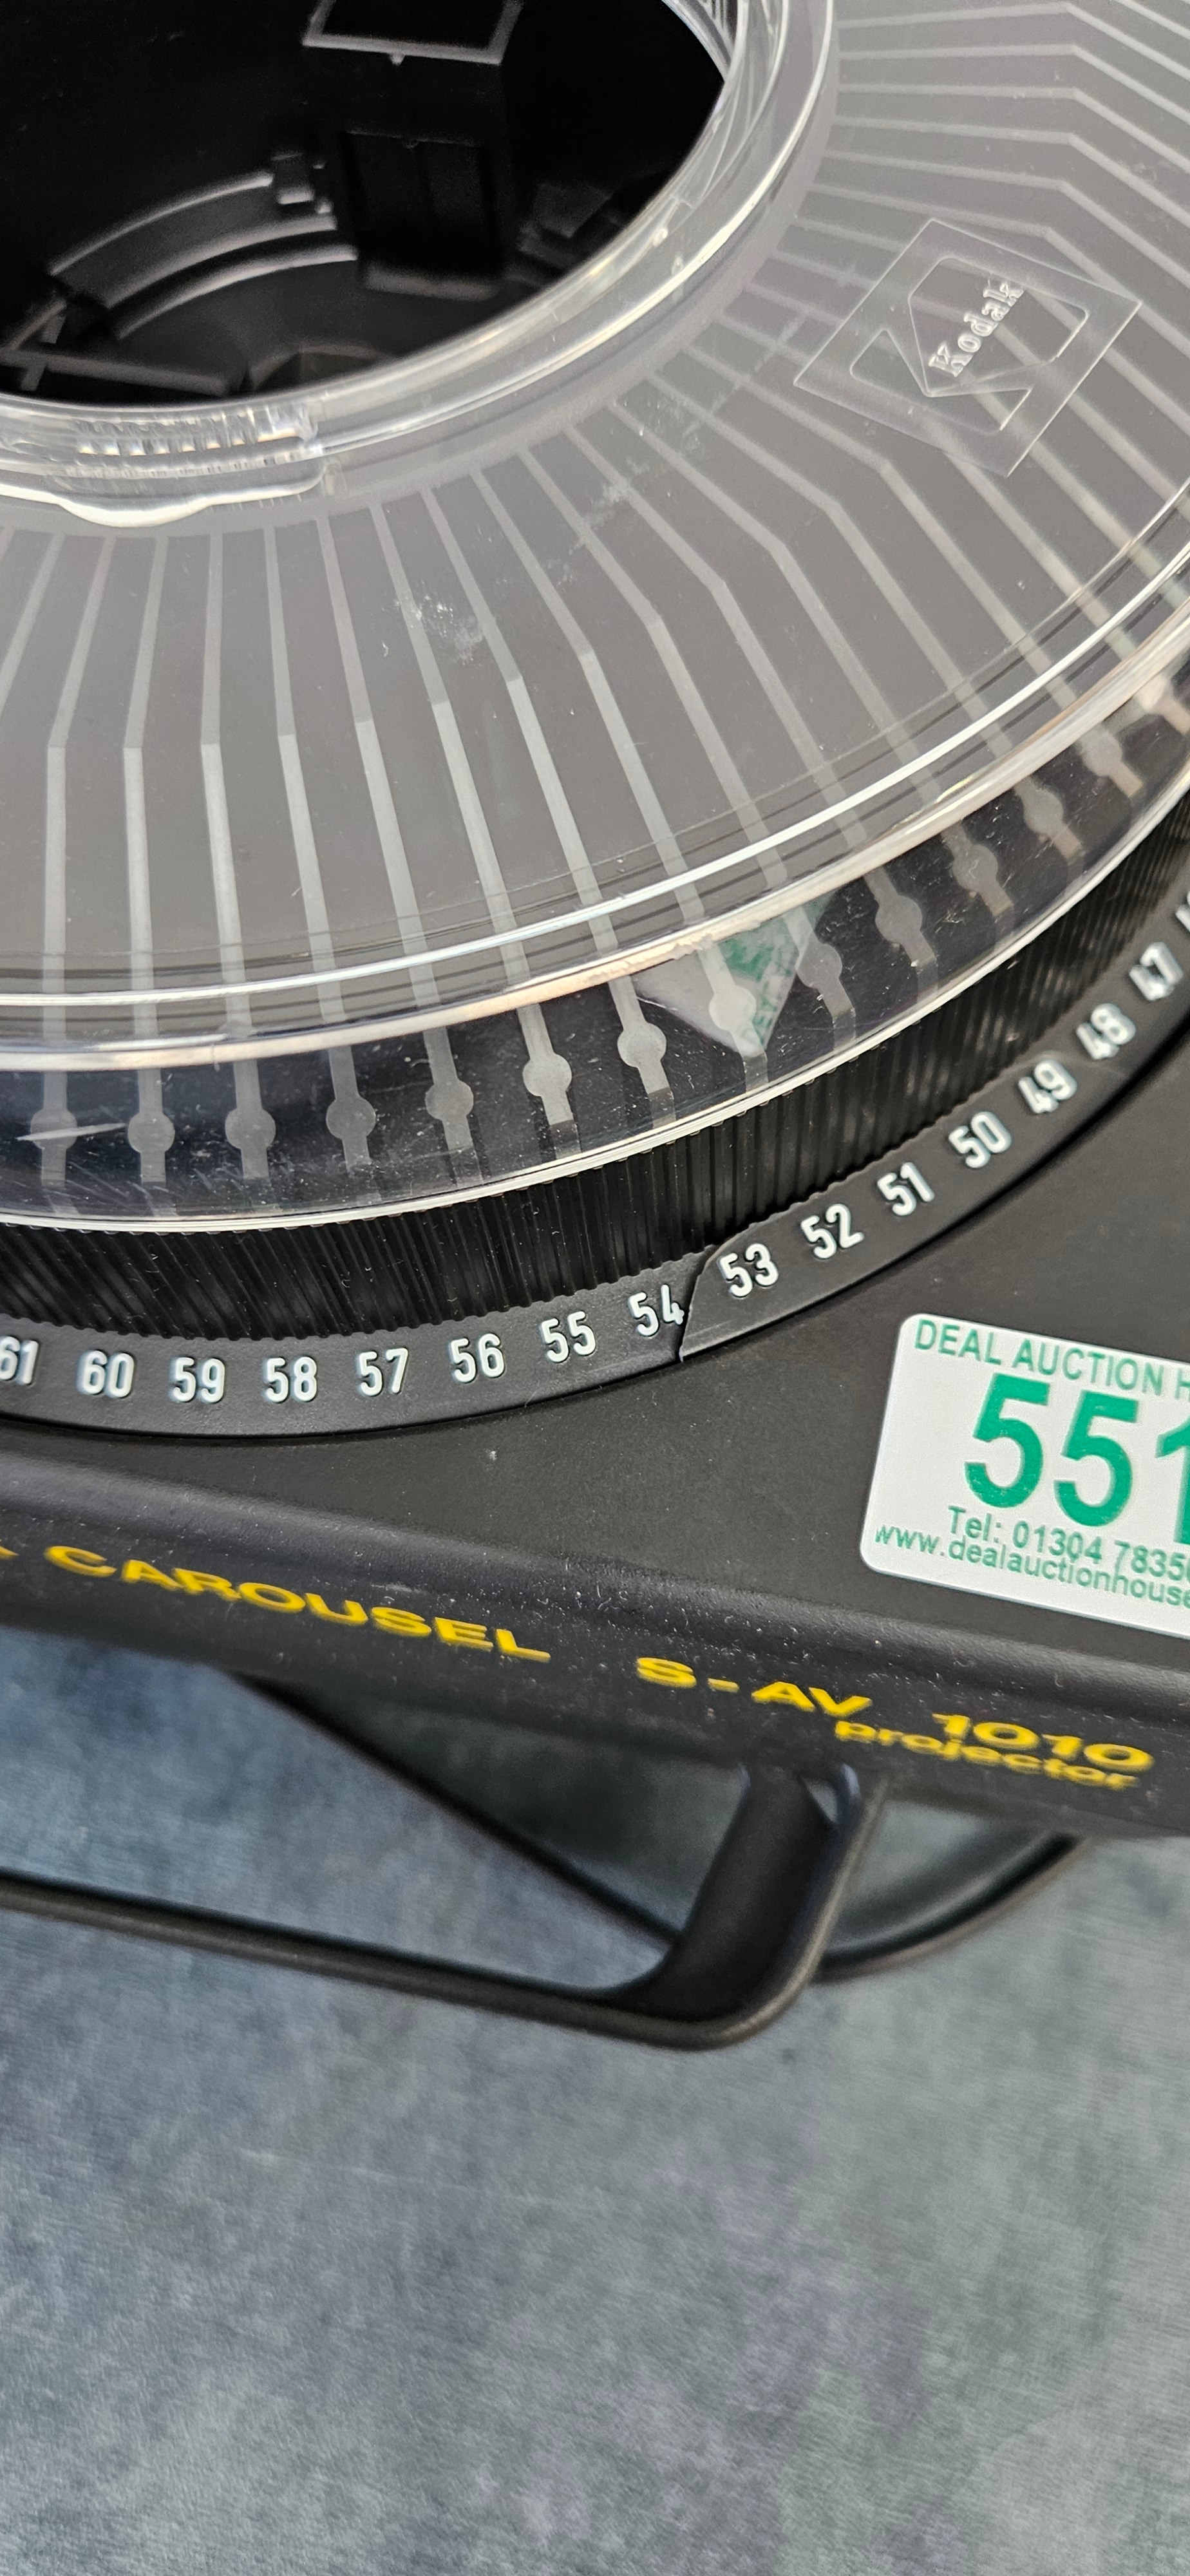 Kodak
47
48
49
50
51
52
53
54
55
56
57
58
59
60
61
DEAL AUCTION H
551
Tel: 01304 7835
www.dealauctionhouse
CAROUSEL S-AV 1010
projector